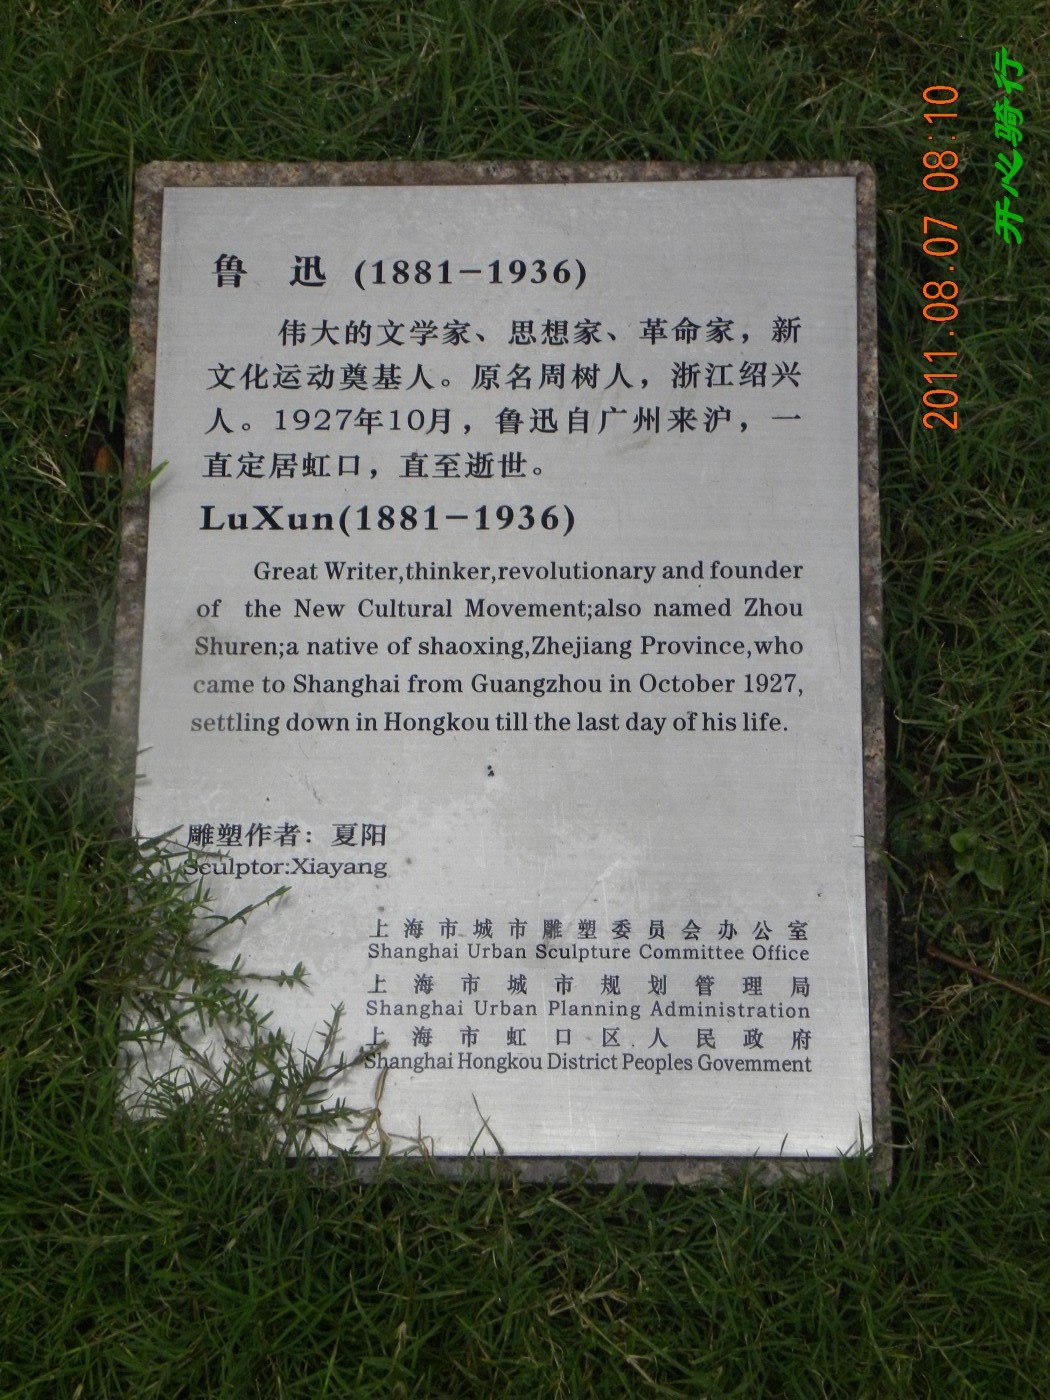 鲁 迅 (1881-1936)
伟大的文学家、思想家、革命家，新
文化运动奠基人。原名周树人，浙江绍兴
人。1927年10月，鲁迅自广州来沪，一
直定居虹口，直至逝世。
LuXun(1881-1936)
Great Writer,thinker,revolutionary and founder
of the New Cultural Movement;also named Zhou
Shuren;a native of shaoxing,Zhejiang Province,who
came to Shanghai from Guangzhou in October 1927,
settling down in Hongkou till the last day of his life.
雕塑作者：夏阳
Sculptor:Xiayang
上海市城市雕塑委员会办公室
Shanghai Urban Sculpture Committee Office
上海市城市规划管理局
Shanghai Urban Planning Administration
上海市虹口区人民政府
Shanghai Hongkou District Peoples Govemment
2011.08.07 08:10
开心骑行